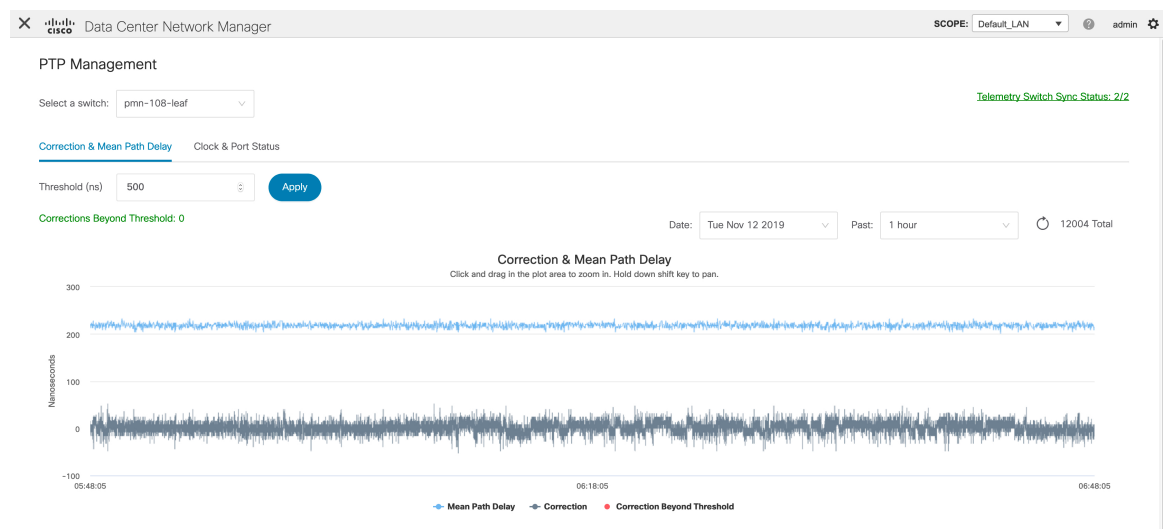 CISCO Data Center Network Manager
SCOPE: Default_LAN admin
PTP Management
Select a switch: pmn-108-leaf
Telemetry Switch Sync Status: 2/2
Correction & Mean Path Delay Clock & Port Status
Threshold (ns) 500 Apply
Corrections Beyond Threshold: 0
Date: Tue Nov 12 2019 Past: 1 hour 12004 Total
Correction & Mean Path Delay
Click and drag in the plot area to zoom in. Hold down shift key to pan.
300
200
Nanoseconds
100
0
-100
05:48:05 06:18:05 06:48:05
Mean Path Delay Correction Correction Beyond Threshold